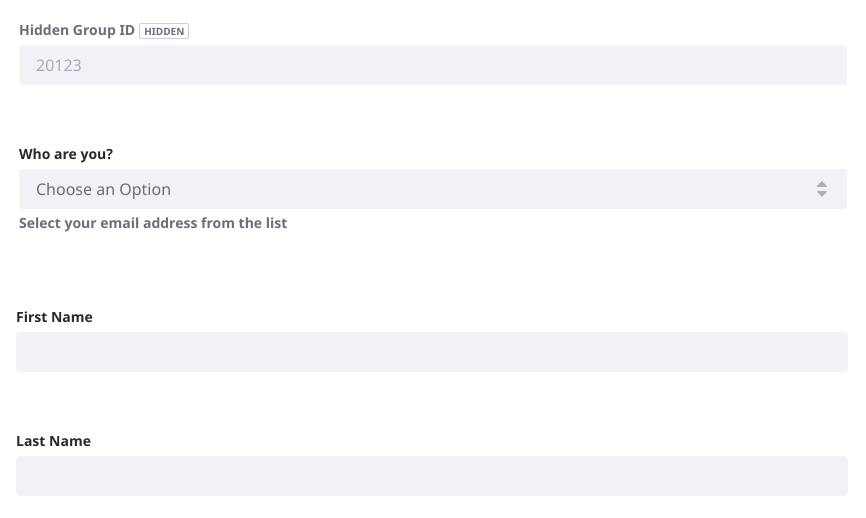 Hidden Group ID HIDDEN
20123
Who are you?
Choose an Option
Select your email address from the list
First Name
Last Name